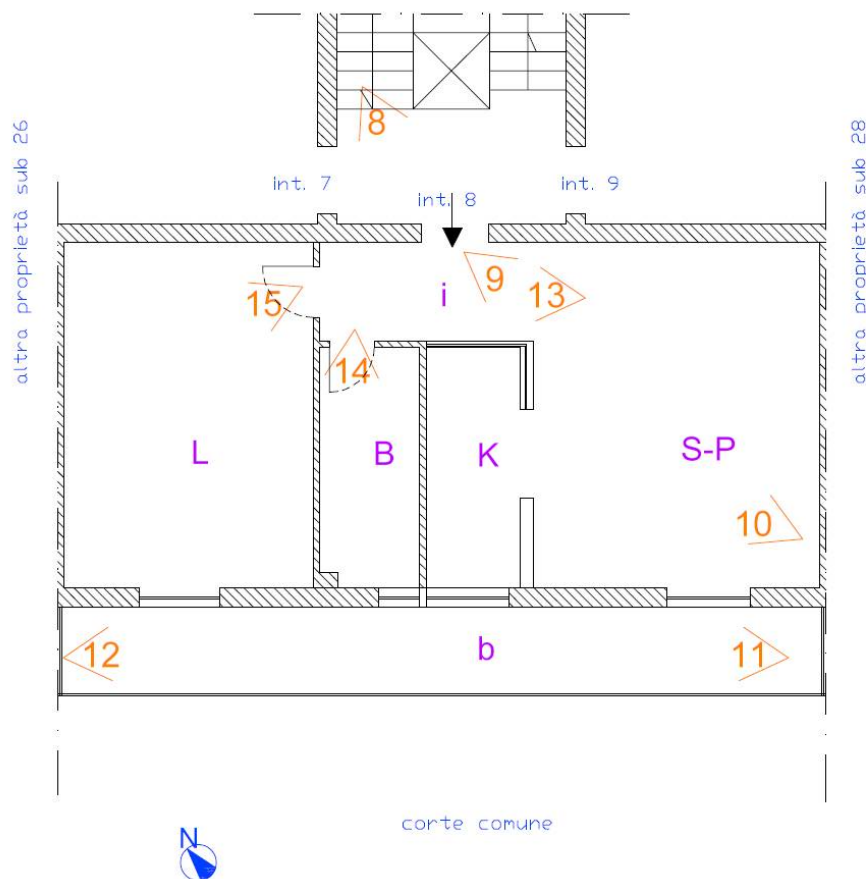 8
altra proprietà sub 26
altra proprietà sub 28
int. 7
int. 8
int. 9
9
i
13
15
14
L
B
K
S-P
10
12
b
11
corte comune
N